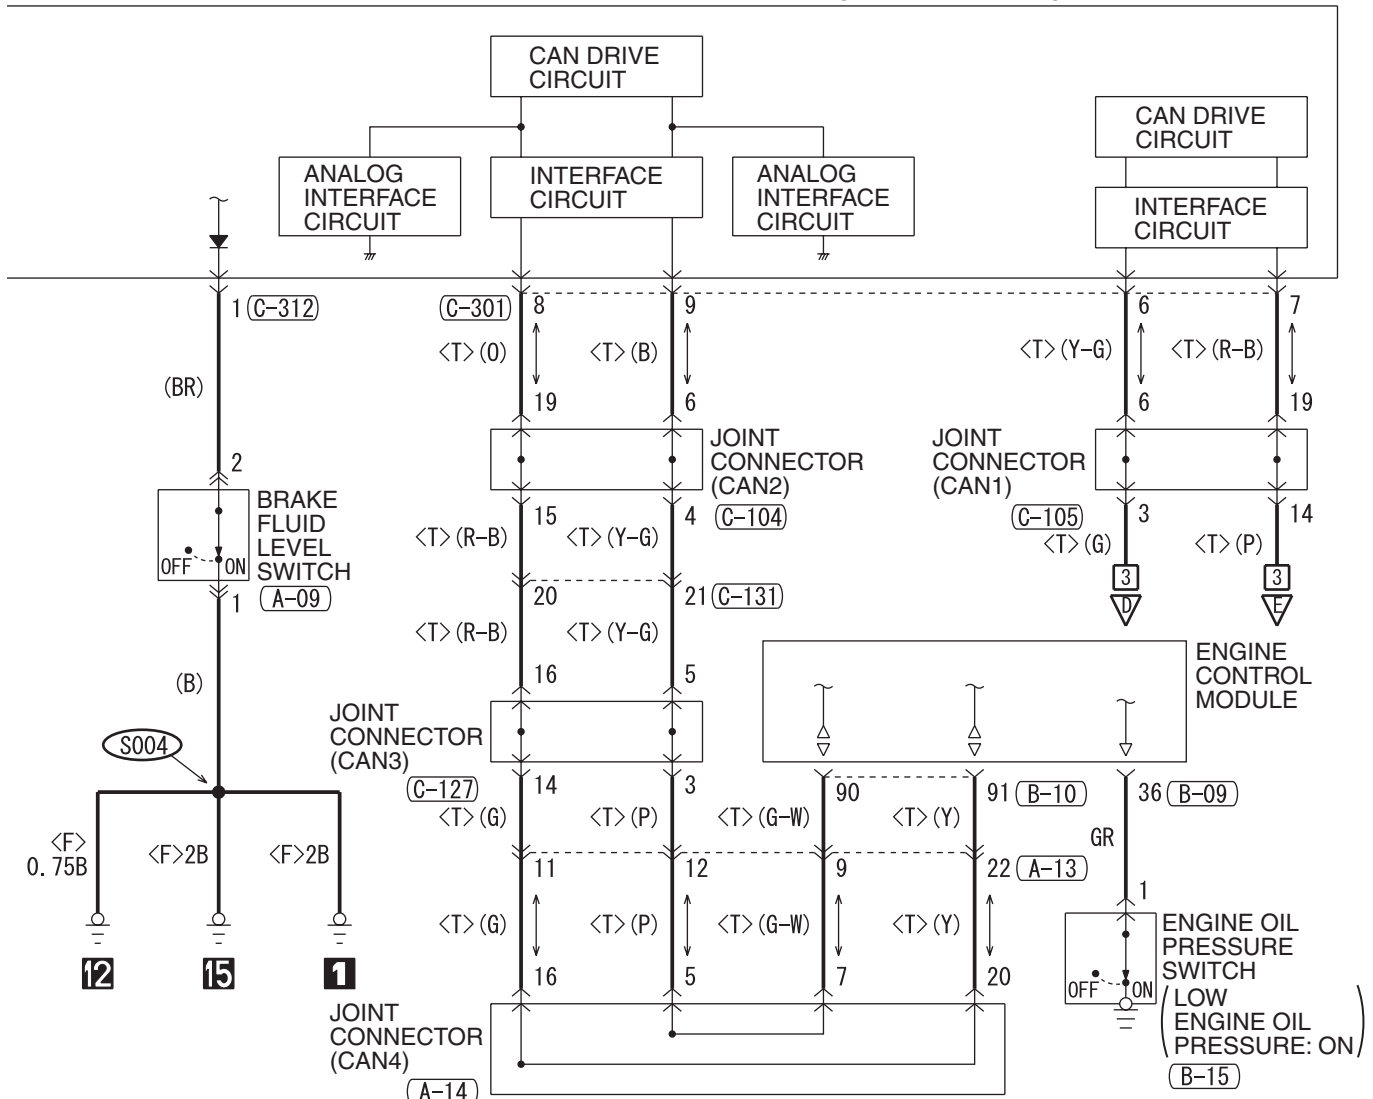 CAN DRIVE
CIRCUIT
CAN DRIVE
CIRCUIT
ANALOG
INTERFACE
CIRCUIT
INTERFACE
CIRCUIT
ANALOG
INTERFACE
CIRCUIT
INTERFACE
CIRCUIT
1 C-312
C-301 8
9
6
7
<T>(O)
<T>(B)
<T>(Y-G)
<T>(R-B)
(BR)
19
6
6
19
JOINT
CONNECTOR
(CAN2)
C-104
JOINT
CONNECTOR
(CAN1)
C-105
2
BRAKE
FLUID
LEVEL
SWITCH
A-09
OFF
ON
1
15
4
3
14
<T>(R-B)
<T>(Y-G)
<T>(G)
<T>(P)
3
D
3
E
20
21 C-131
<T>(R-B)
<T>(Y-G)
16
5
ENGINE
CONTROL
MODULE
(B)
S004
JOINT
CONNECTOR
(CAN3)
C-127
14
3
90
91 B-10
36 B-09
<T>(G)
<T>(P)
<T>(G-W)
<T>(Y)
GR
<F>
0.75B
<F>2B
<F>2B
11
12
9
22 A-13
1
<T>(G)
<T>(P)
<T>(G-W)
<T>(Y)
12
15
1
16
5
7
20
ENGINE OIL
PRESSURE
SWITCH
(LOW
ENGINE OIL
PRESSURE: ON)
B-15
OFF
ON
JOINT
CONNECTOR
(CAN4)
A-14